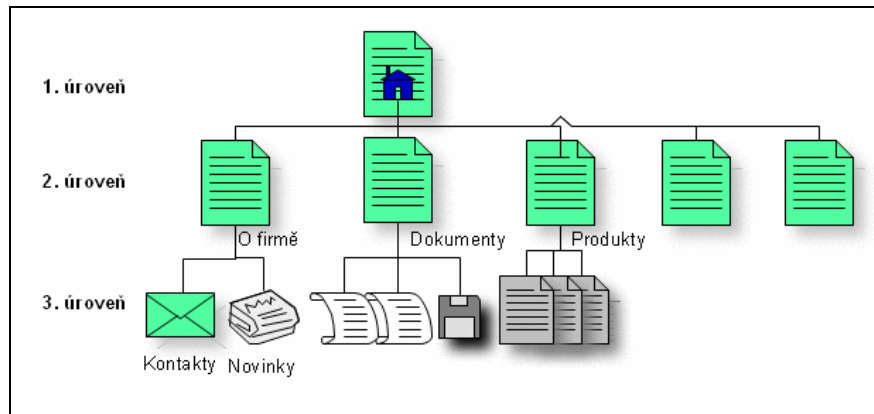 1. úroveň
2. úroveň
O firmě
Dokumenty
Produkty
3. úroveň
Kontakty
Novinky